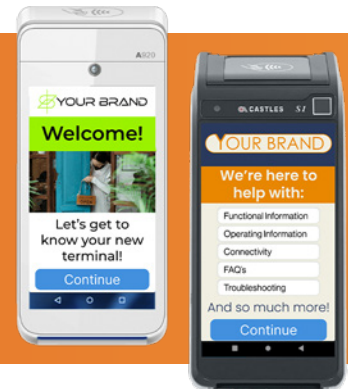 A920
YOUR BRAND
Welcome!
Let's get to
know your new
terminal!
Continue
CASTLES S1
YOUR BRAND
We're here to
help with:
Functional Information
Operating Information
Connectivity
FAQ's
Troubleshooting
And so much more!
Continue